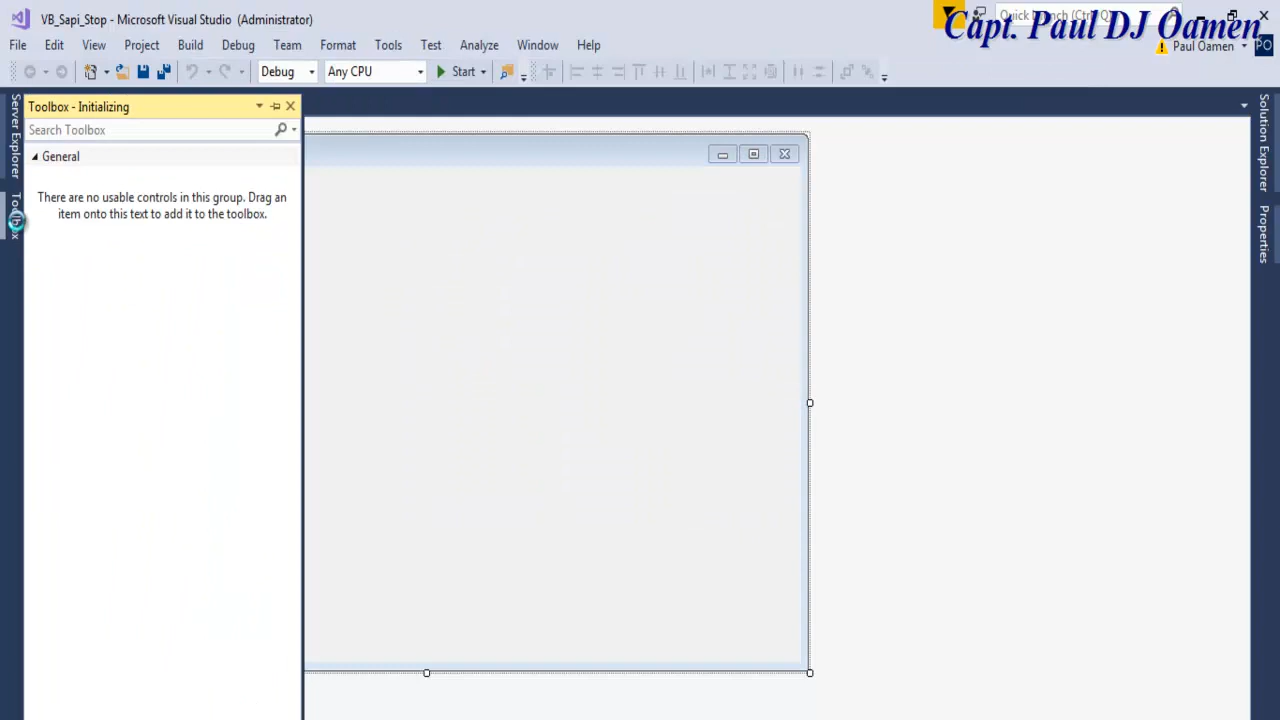 VB_Sapi_Stop - Microsoft Visual Studio (Administrator)
Quick Launch (Ctrl+Q)
Capt. Paul DJ Oamen
File Edit View Project Build Debug Team Format Tools Test Analyze Window Help
Paul Oamen
PO
Debug
Any CPU
Start
Server Explorer
Toolbox
Toolbox - Initializing
Search Toolbox
General
There are no usable controls in this group. Drag an
item onto this text to add it to the toolbox.
Solution Explorer
Properties